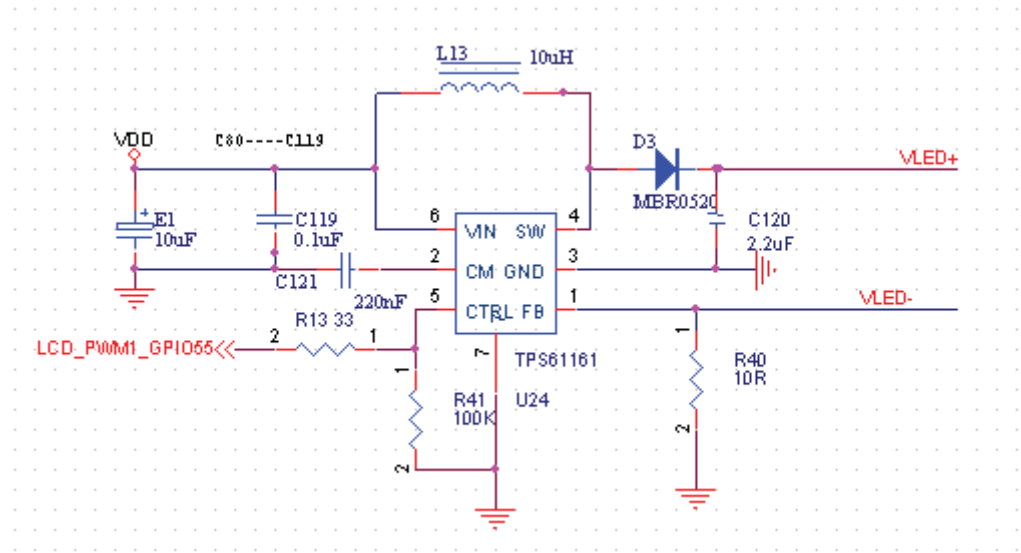 L13
10uH
VDD
C80----C119
D3
VLED+
MBR0520
+
E1
10uF
C119
0.1uF
6
VIN
SW
4
C120
2.2uF
2
CM
GND
3
C121
220nF
5
CTRL
FB
1
VLED-
R13 33
LCD_PWM1_GPIO55
2
1
P
7
TPS61161
U24
1
R41
100K
2
1
R40
10R
2